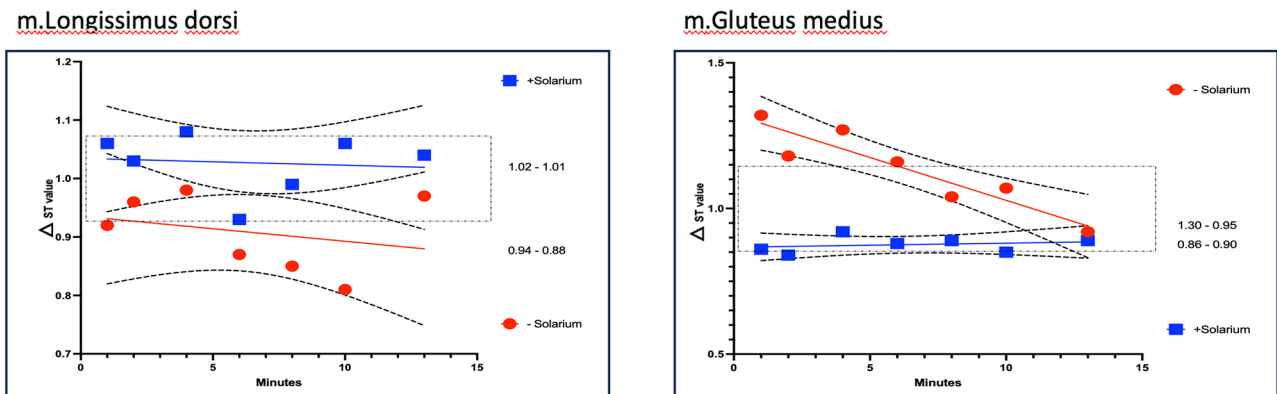 m.Longissimus dorsi
1.2
1.1
1.0
0.9
0.8
0.7
△ ST value
0
5
10
15
Minutes
+Solarium
1.02 - 1.01
0.94 - 0.88
- Solarium
m.Gluteus medius
1.5
1.0
0.5
△ ST value
0
5
10
15
Minutes
- Solarium
1.30 - 0.95
0.86 - 0.90
+Solarium